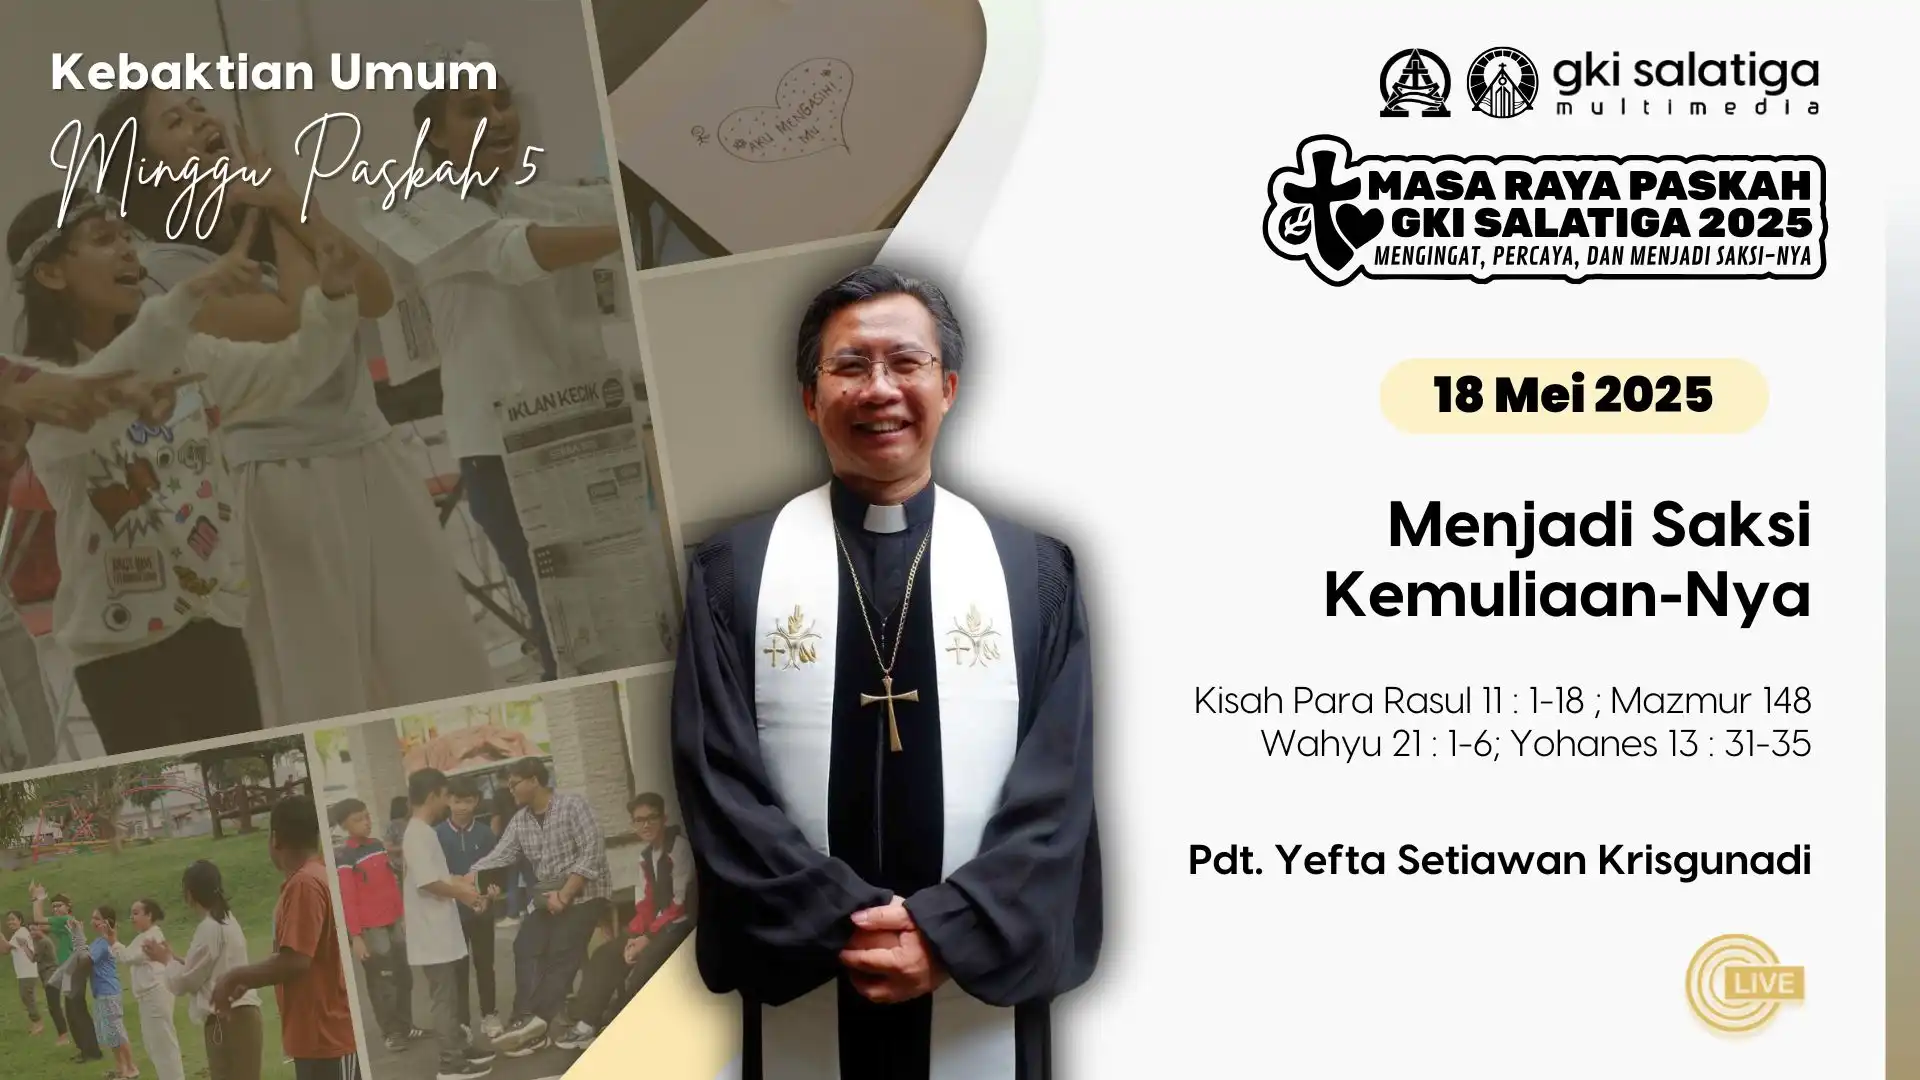 Kebaktian Umum
Minggu Paskah 5
AKU MENGASIHI
MU
IKLAN KECIK
gki salatiga
multimedia
MASA RAYA PASKAH
GKI SALATIGA 2025
MENGINGAT, PERCAYA, DAN MENJADI SAKSI-NYA
18 Mei 2025
Menjadi Saksi
Kemuliaan-Nya
Kisah Para Rasul 11 : 1-18 ; Mazmur 148
Wahyu 21 : 1-6; Yohanes 13 : 31-35
Pdt. Yefta Setiawan Krisgunadi
LIVE